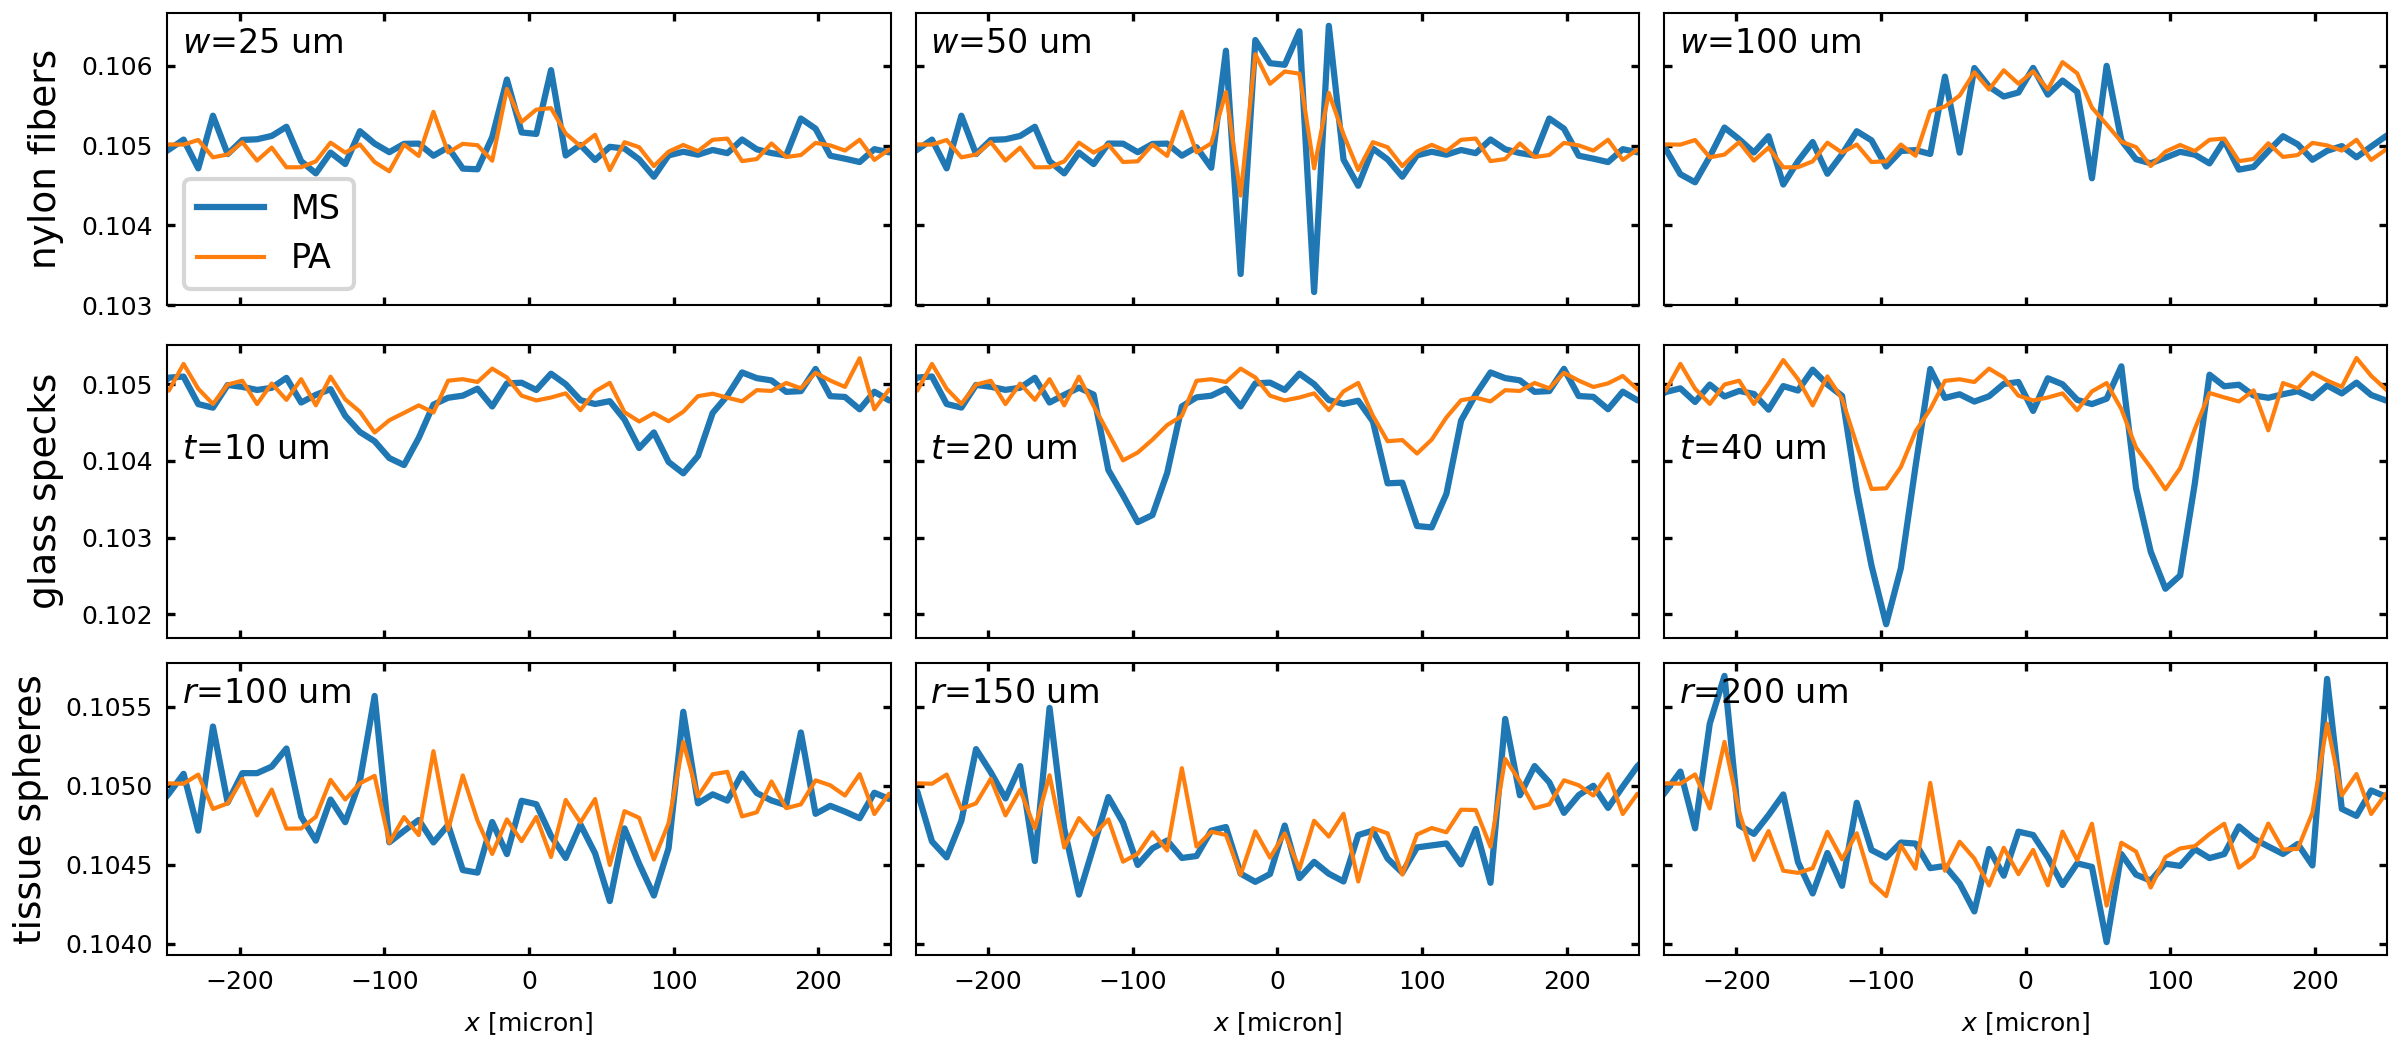 w=25 um
w=50 um
w=100 um
nylon fibers
0.106
0.105
0.104
0.103
MS
PA
t=10 um
t=20 um
t=40 um
glass specks
0.105
0.104
0.103
0.102
r=100 um
r=150 um
r=200 um
tissue spheres
0.1055
0.1050
0.1045
0.1040
−200 −100 0 100 200
−200 −100 0 100 200
−200 −100 0 100 200
x [micron]
x [micron]
x [micron]